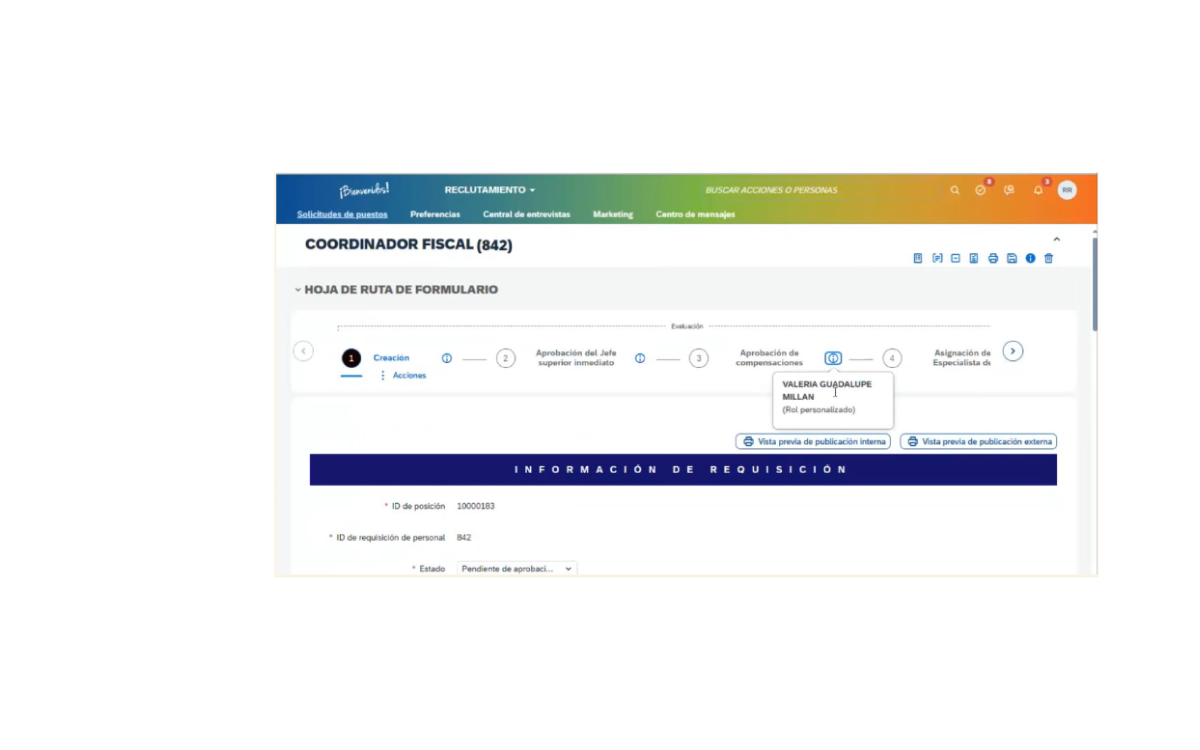 ¡Bienvenidos!
RECLUTAMIENTO
BUSCAR ACCIONES O PERSONAS
8
3
RR
Solicitudes de puestos
Preferencias
Central de entrevistas
Marketing
Centro de mensajes
COORDINADOR FISCAL (842)
HOJA DE RUTA DE FORMULARIO
Evaluación
1
Creación
2
Aprobación del Jefe
superior inmediato
3
Aprobación de
compensaciones
4
Asignación de
Especialista de
Acciones
VALERIA GUADALUPE
MILLAN
(Rol personalizado)
Vista previa de publicación interna
Vista previa de publicación externa
INFORMACIÓN DE REQUISICIÓN
* ID de posición 10000183
* ID de requisición de personal 842
* Estado Pendiente de aprobaci...